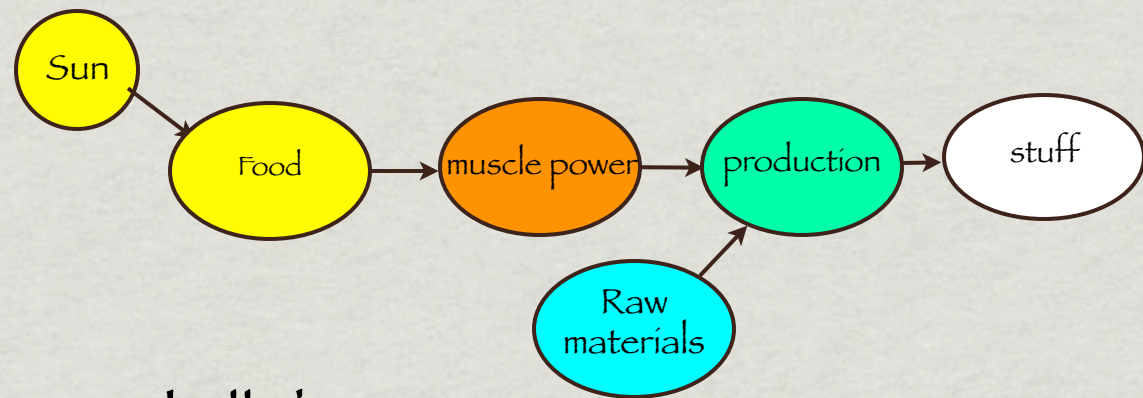 Sun
Food
muscle power
production
stuff
Raw
materials